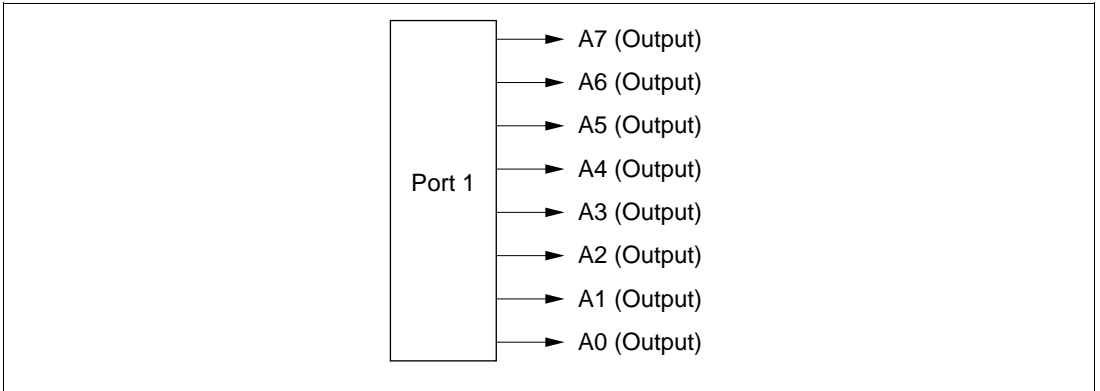 A7 (Output)
A6 (Output)
A5 (Output)
A4 (Output)
Port 1
A3 (Output)
A2 (Output)
A1 (Output)
A0 (Output)